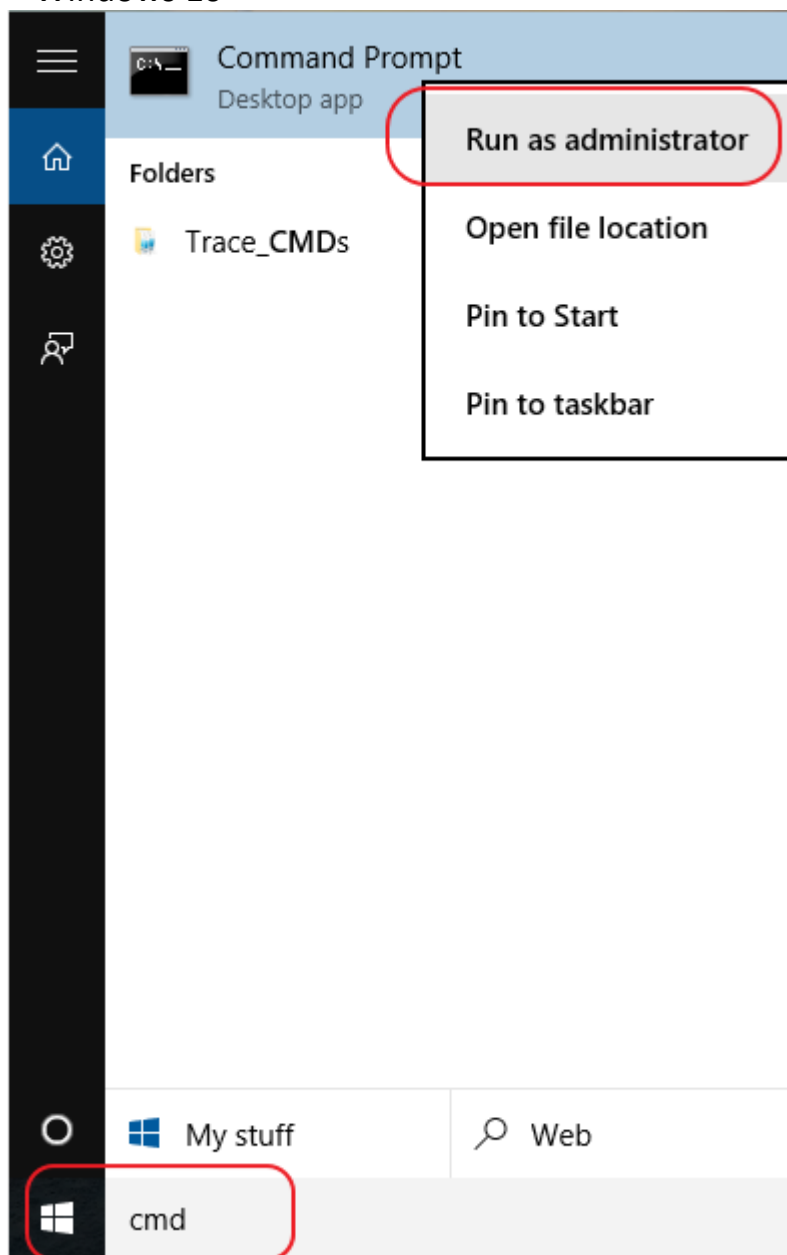 Command Prompt
Desktop app
Run as administrator
Folders
Open file location
Trace_CMDs
Pin to Start
Pin to taskbar
My stuff
Web
cmd